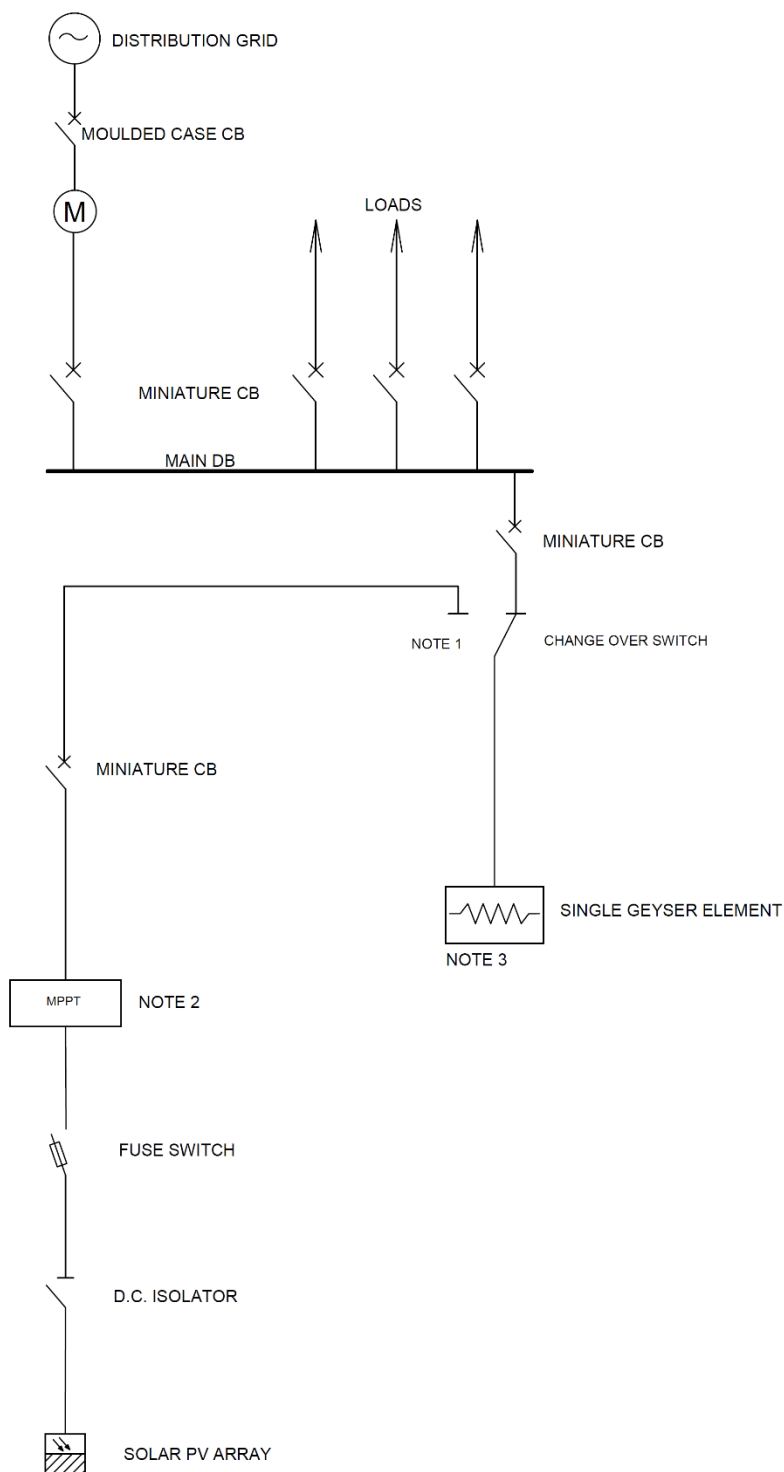 DISTRIBUTION GRID
MOULDED CASE CB
M
LOADS
MINIATURE CB
MAIN DB
MINIATURE CB
NOTE 1
CHANGE OVER SWITCH
MINIATURE CB
SINGLE GEYSER ELEMENT
NOTE 3
MPPT
NOTE 2
FUSE SWITCH
D.C. ISOLATOR
SOLAR PV ARRAY